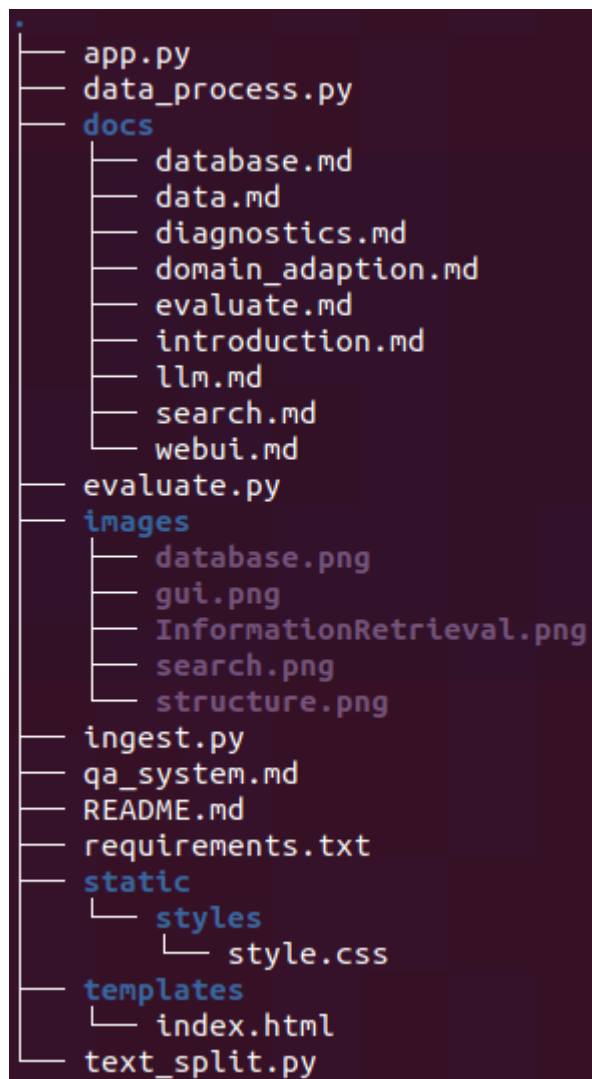 .
├── app.py
├── data_process.py
├── docs
│   ├── database.md
│   ├── data.md
│   ├── diagnostics.md
│   ├── domain_adaption.md
│   ├── evaluate.md
│   ├── introduction.md
│   ├── llm.md
│   ├── search.md
│   └── webui.md
├── evaluate.py
├── images
│   ├── database.png
│   ├── gui.png
│   ├── InformationRetrieval.png
│   ├── search.png
│   └── structure.png
├── ingest.py
├── qa_system.md
├── README.md
├── requirements.txt
├── static
│   └── styles
│       └── style.css
├── templates
│   └── index.html
└── text_split.py